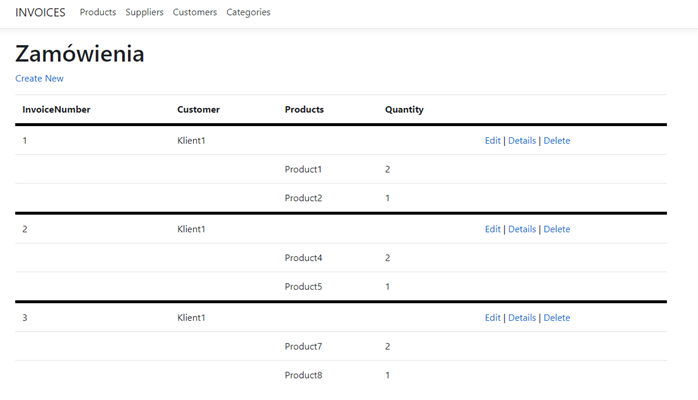 INVOICES Products Suppliers Customers Categories
Zamówienia
Create New
InvoiceNumber Customer Products Quantity
1 Klient1 Edit | Details | Delete
Product1 2
Product2 1
2 Klient1 Edit | Details | Delete
Product4 2
Product5 1
3 Klient1 Edit | Details | Delete
Product7 2
Product8 1